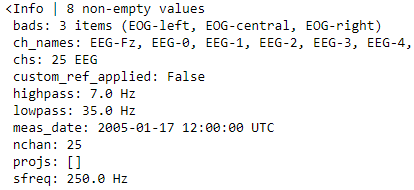 <Info | 8 non-empty values
bads: 3 items (EOG-left, EOG-central, EOG-right)
ch_names: EEG-Fz, EEG-0, EEG-1, EEG-2, EEG-3, EEG-4,
chs: 25 EEG
custom_ref_applied: False
highpass: 7.0 Hz
lowpass: 35.0 Hz
meas_date: 2005-01-17 12:00:00 UTC
nchan: 25
projs: []
sfreq: 250.0 Hz